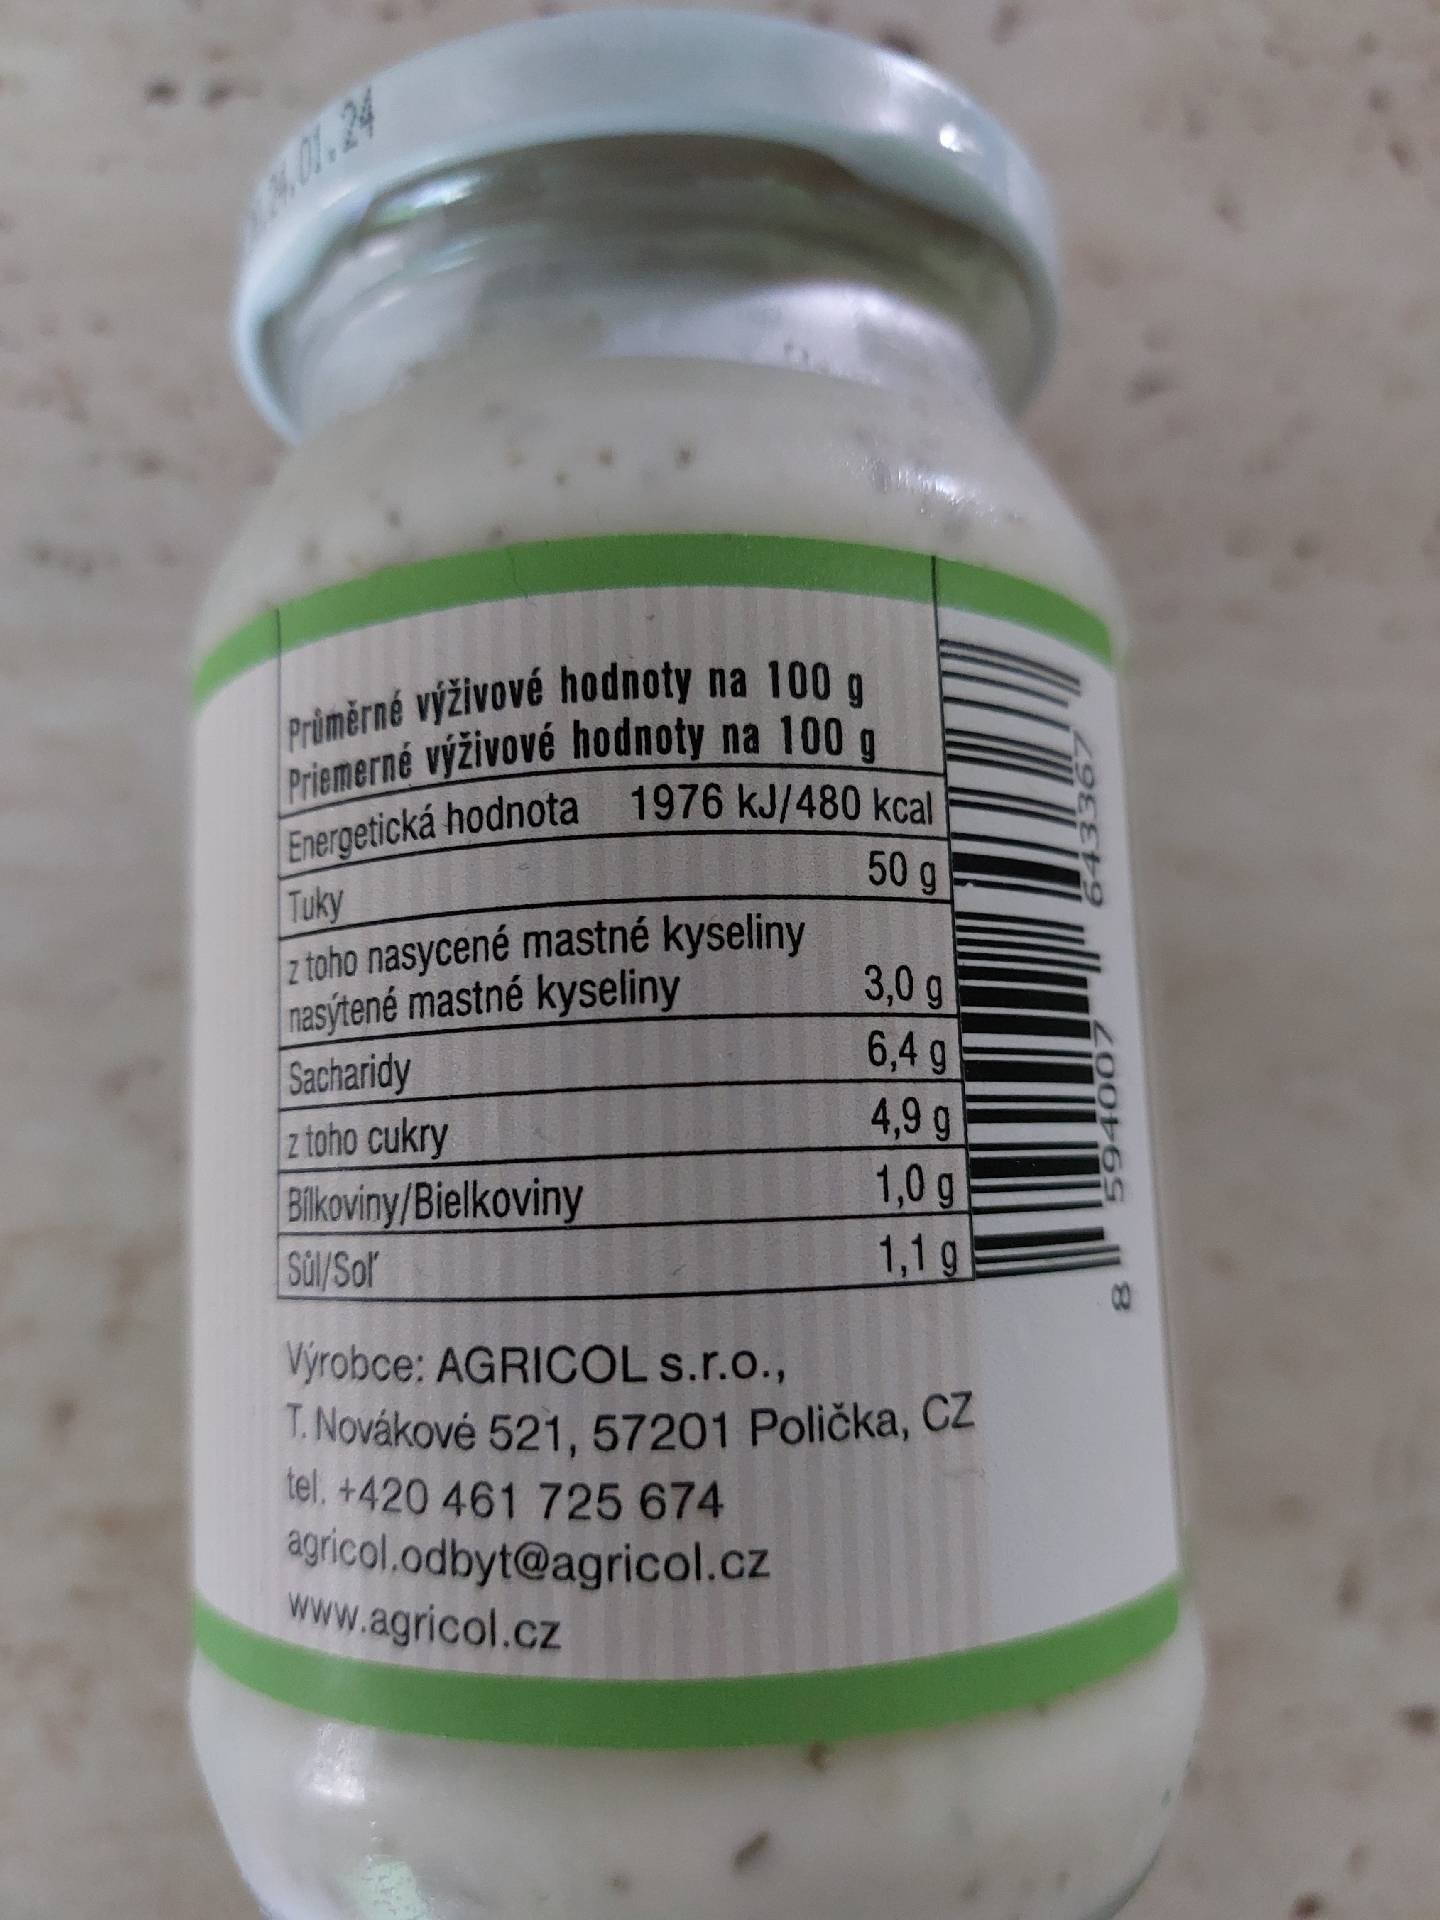 24.01.24
Průměrné výživové hodnoty na 100 g
Priemerné výživové hodnoty na 100 g
Energetická hodnota 1976 kJ/480 kcal
Tuky 50 g
z toho nasycené mastné kyseliny
nasýtené mastné kyseliny 3,0 g
Sacharidy 6,4 g
z toho cukry 4,9 g
Bílkoviny/Bielkoviny 1,0 g
Sůl/Soľ 1,1 g
Výrobce: AGRICOL s.r.o.,
T. Novákové 521, 57201 Polička, CZ
tel. +420 461 725 674
agricol.odbyt@agricol.cz
www.agricol.cz
8 594007 643367